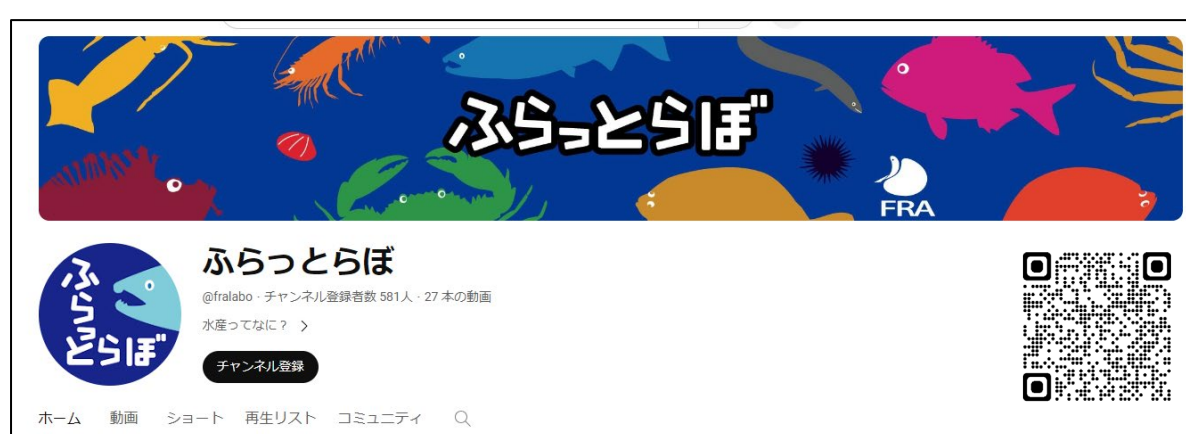 ふらっとらぼ
FRA
ふらっとらぼ
ふらっとらぼ
@fralabo · チャンネル登録者数 581人 · 27 本の動画
水産ってなに？ >
チャンネル登録
ホーム 動画 ショート 再生リスト コミュニティ